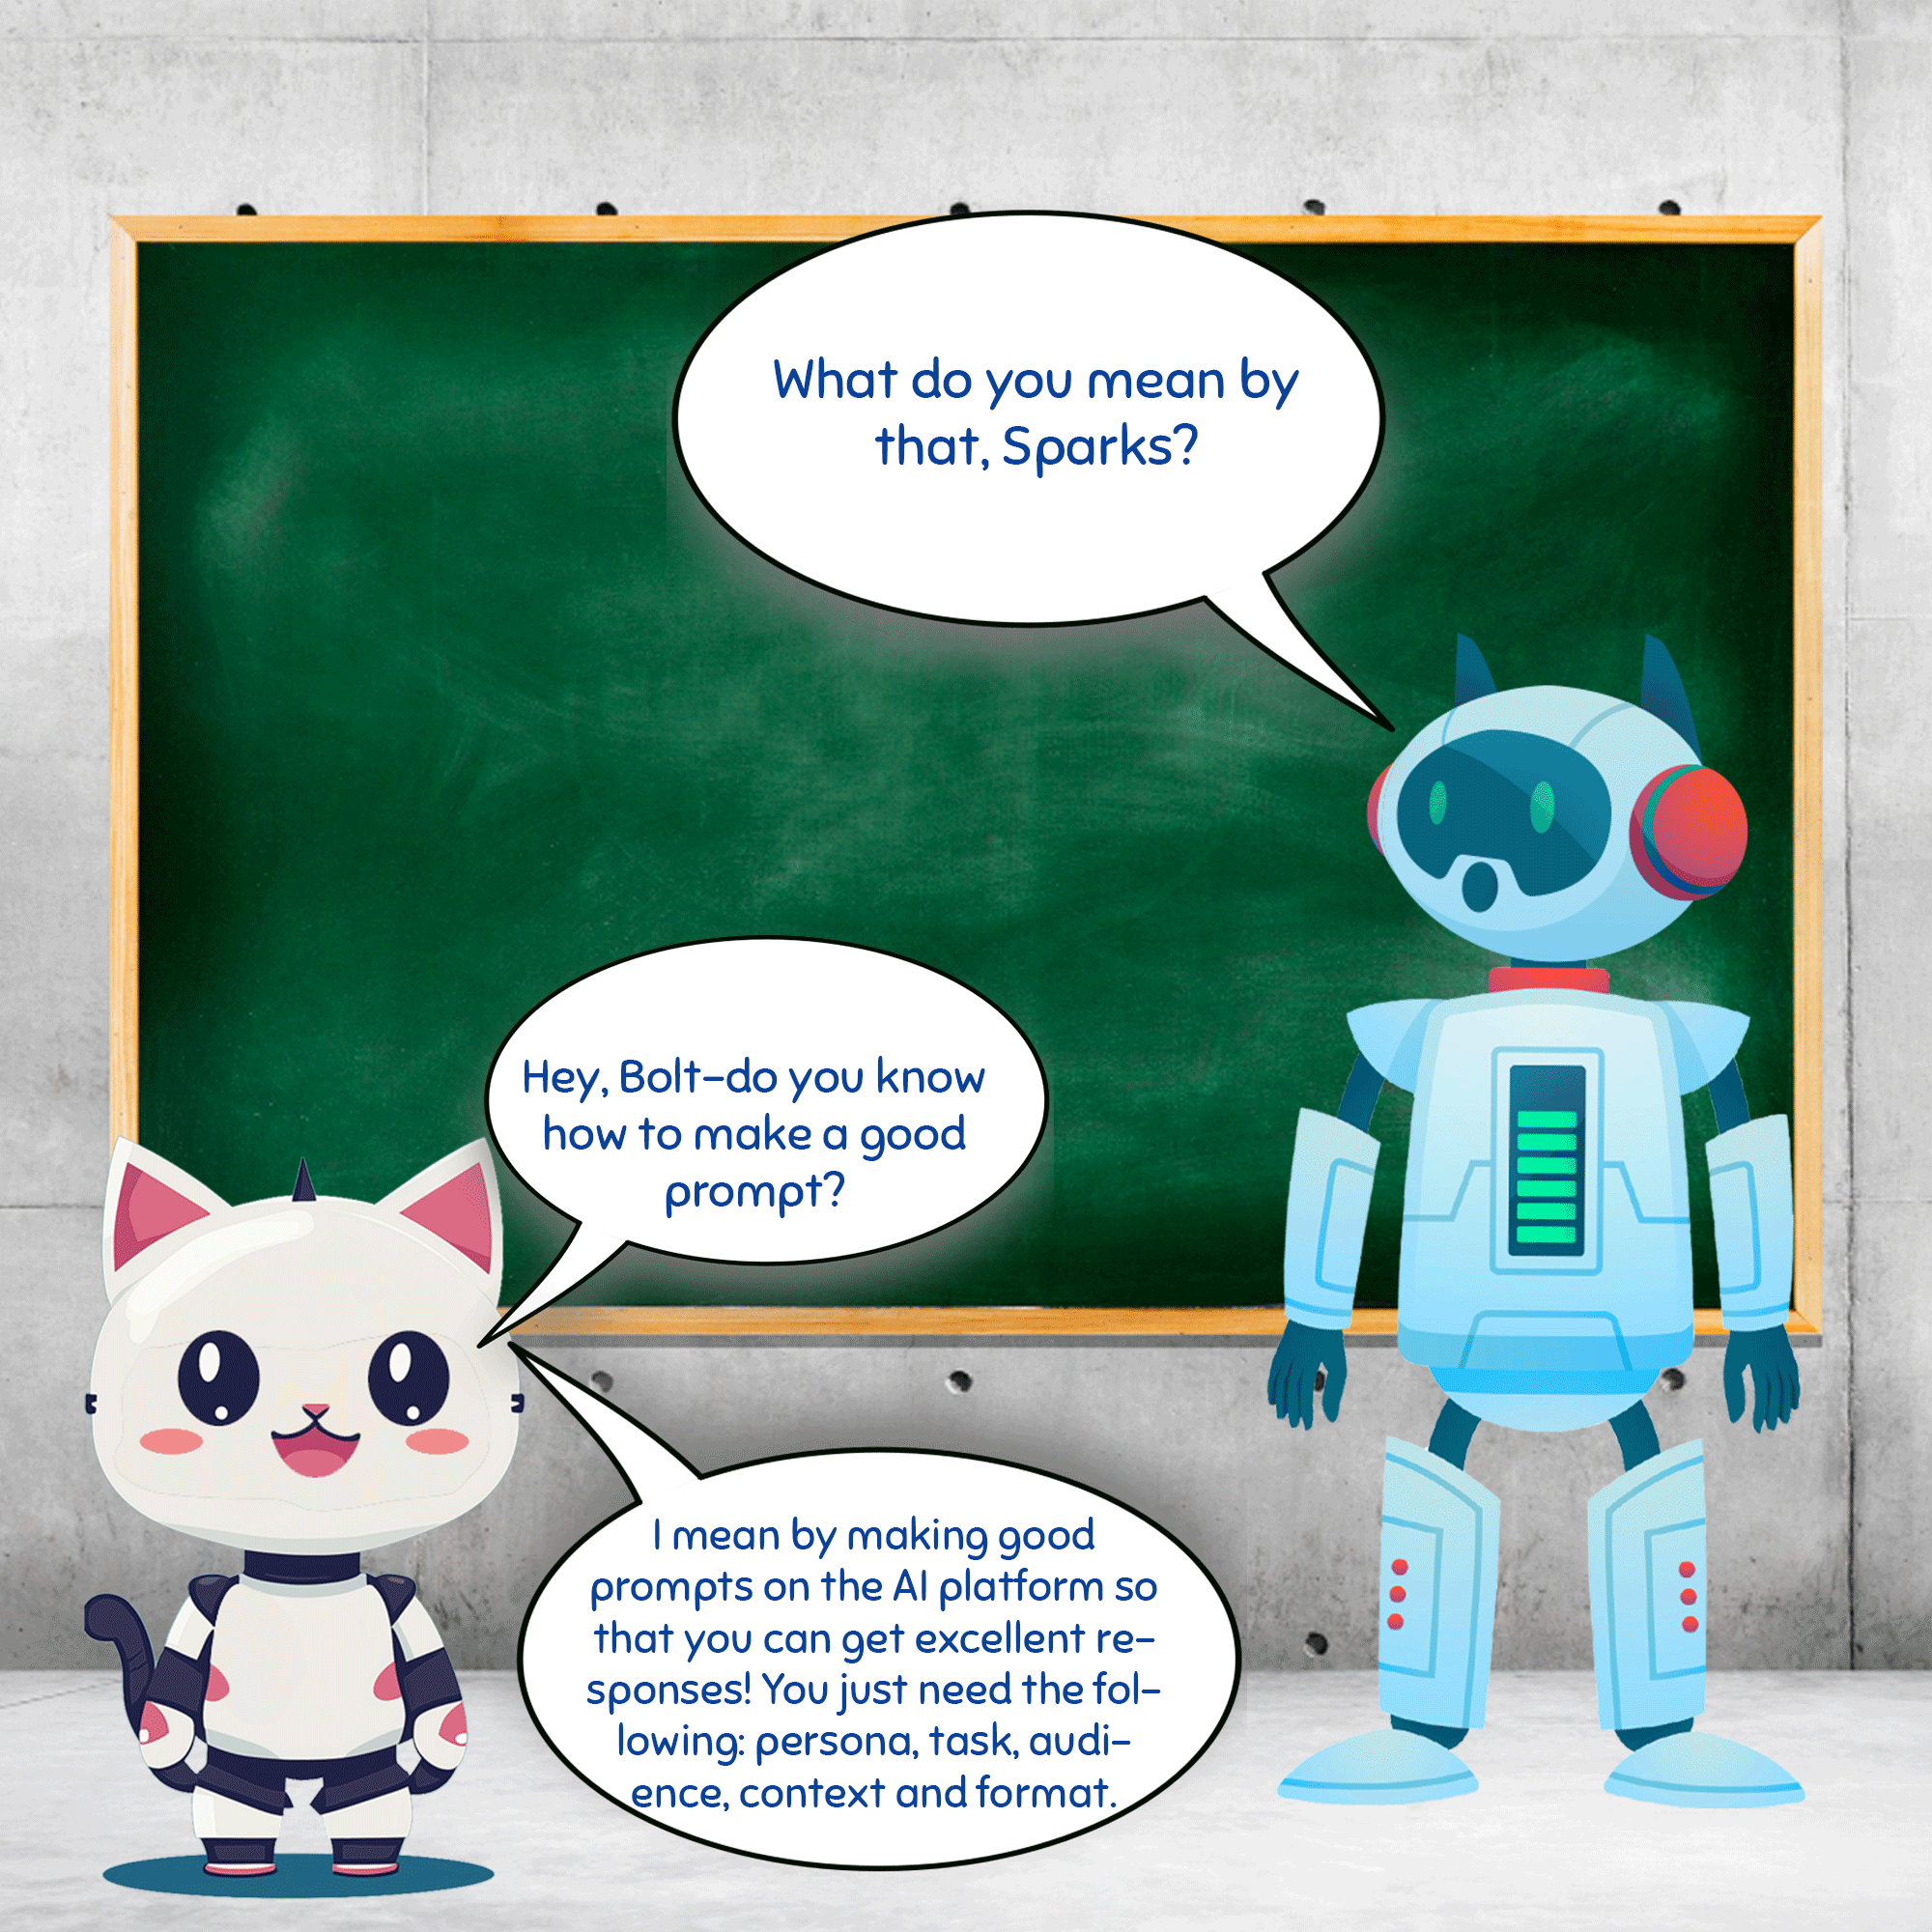 What do you mean by
that, Sparks?
Hey, Bolt-do you know
how to make a good
prompt?
I mean by making good
prompts on the AI platform so
that you can get excellent re-
sponses! You just need the fol-
lowing: persona, task, audi-
ence, context and format.